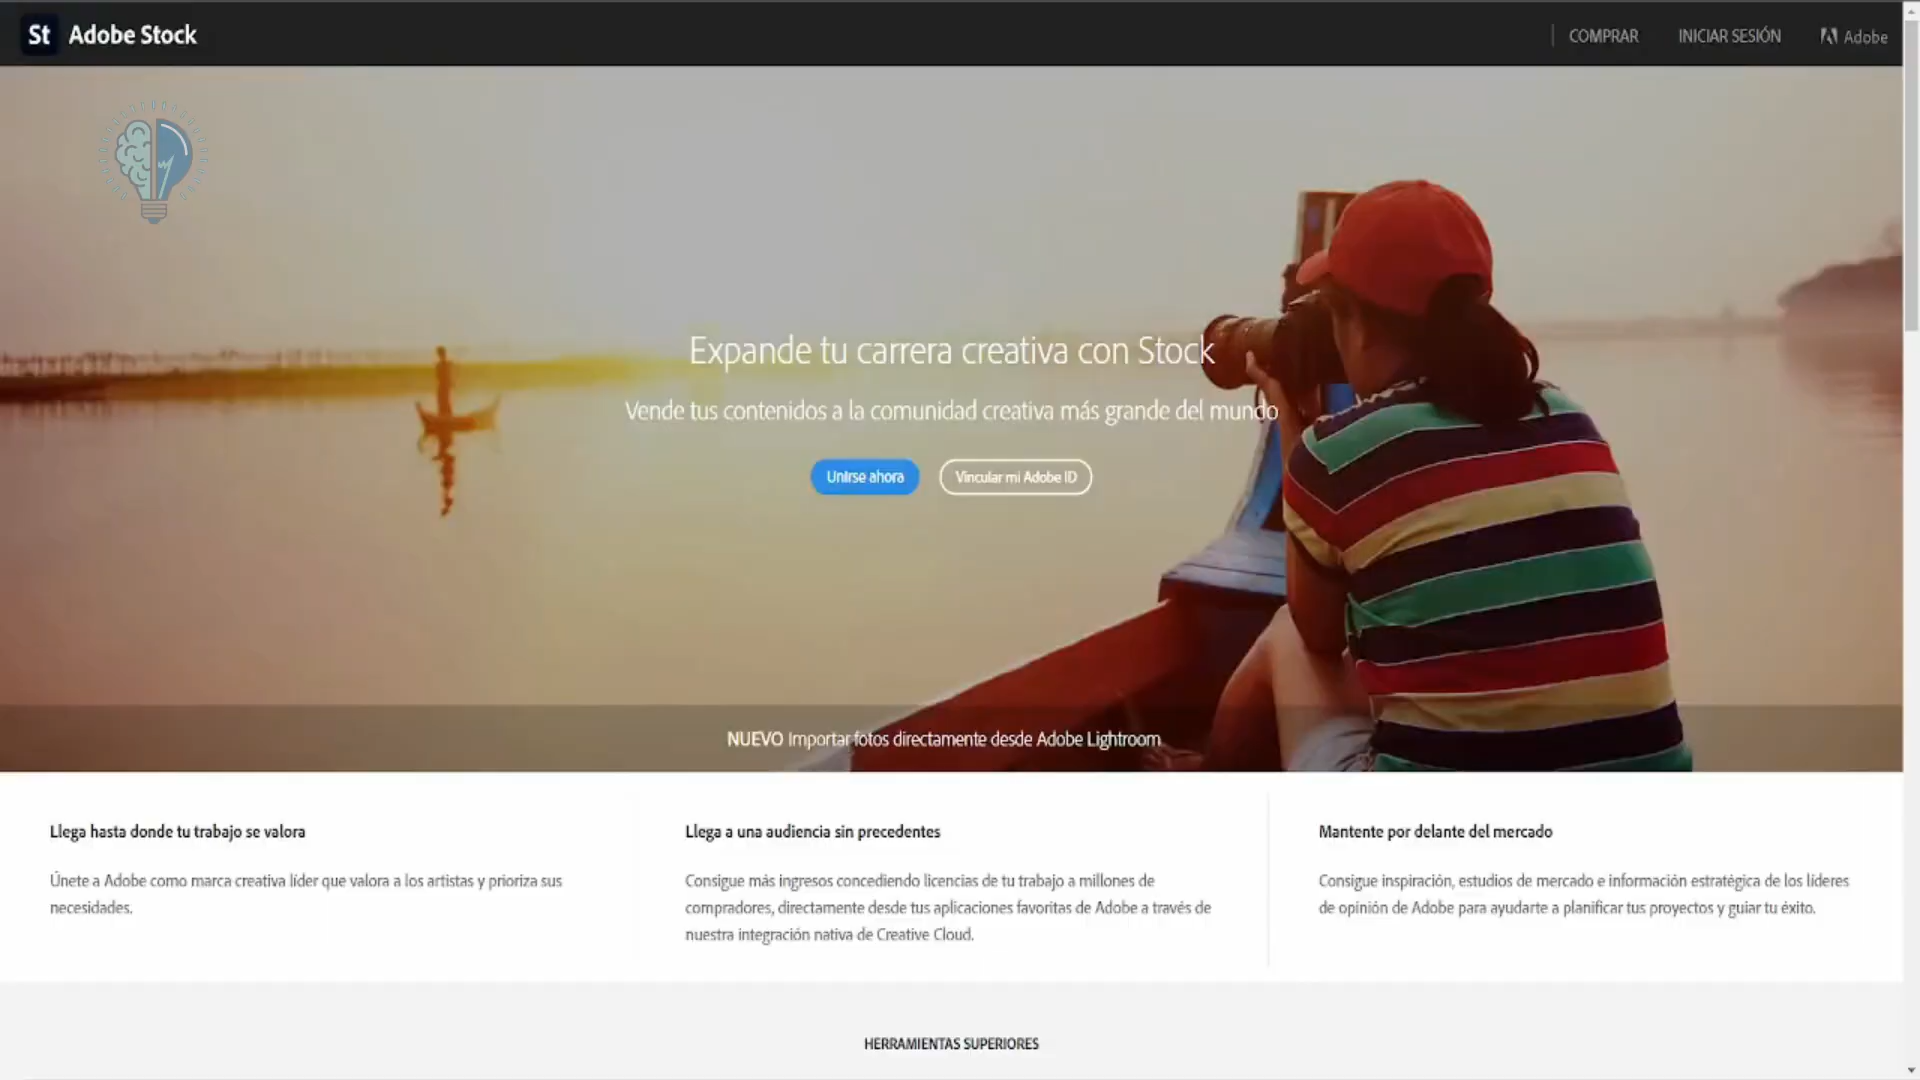 St Adobe Stock
COMPRAR INICIAR SESIÓN Adobe
Expande tu carrera creativa con Stock
Vende tus contenidos a la comunidad creativa más grande del mundo
Unirse ahora Vincular mi Adobe ID
NUEVO Importar fotos directamente desde Adobe Lightroom
Llega hasta donde tu trabajo se valora
Únete a Adobe como marca creativa líder que valora a los artistas y prioriza sus
necesidades.
Llega a una audiencia sin precedentes
Consigue más ingresos concediendo licencias de tu trabajo a millones de
compradores, directamente desde tus aplicaciones favoritas de Adobe a través de
nuestra integración nativa de Creative Cloud.
Mantente por delante del mercado
Consigue inspiración, estudios de mercado e información estratégica de los líderes
de opinión de Adobe para ayudarte a planificar tus proyectos y guiar tu éxito.
HERRAMIENTAS SUPERIORES